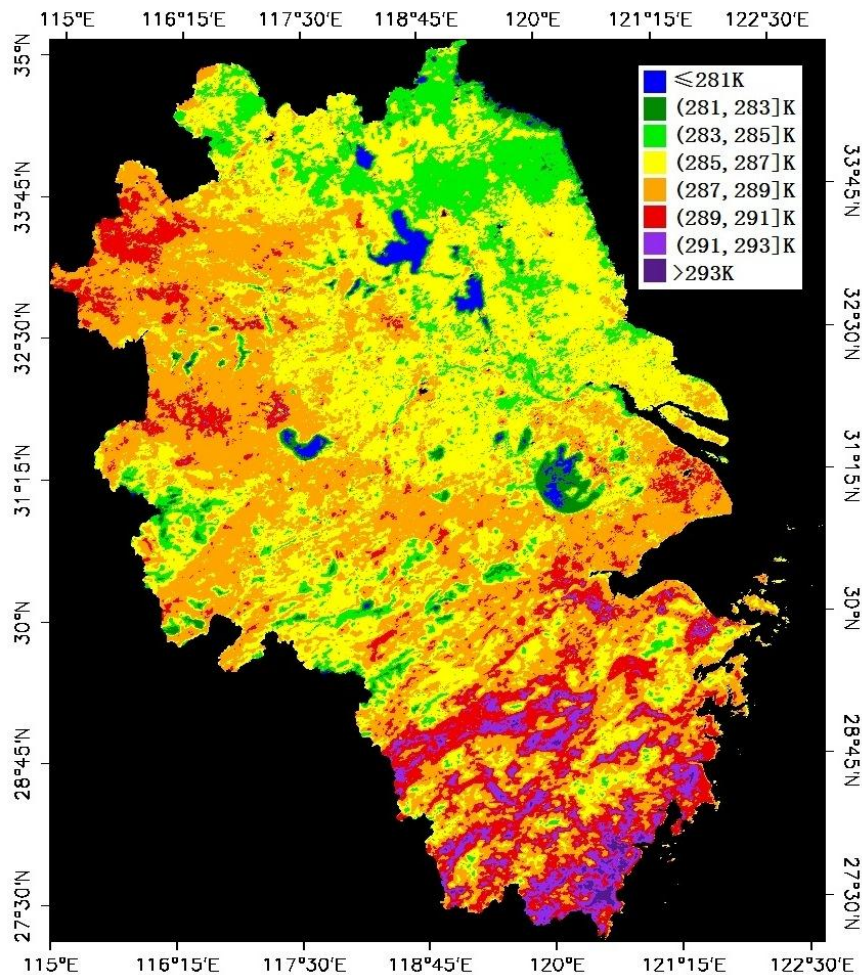 115°E 116°15'E 117°30'E 118°45'E 120°E 121°15'E 122°30'E
35°N
33°45'N
32°30'N
31°15'N
30°N
28°45'N
27°30'N
≤281K
(281, 283]K
(283, 285]K
(285, 287]K
(287, 289]K
(289, 291]K
(291, 293]K
>293K
33°45'N
32°30'N
31°15'N
30°N
28°45'N
27°30'N
115°E 116°15'E 117°30'E 118°45'E 120°E 121°15'E 122°30'E